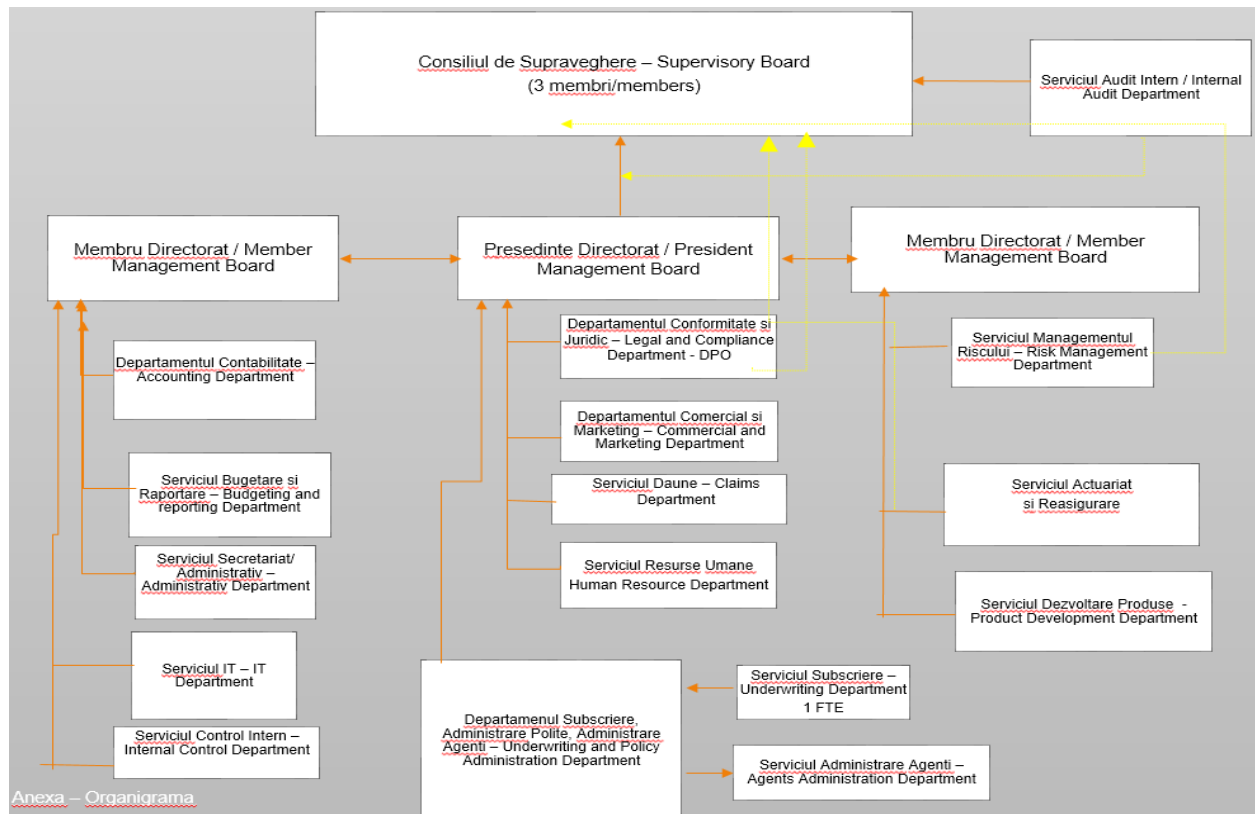 Consiliul de Supraveghere – Supervisory Board
(3 membri/members)
Serviciul Audit Intern / Internal
Audit Department
Membru Directorat / Member
Management Board
Presedinte Directorat / President
Management Board
Membru Directorat / Member
Management Board
Departamentul Contabilitate –
Accounting Department
Serviciul Bugetare si
Raportare – Budgeting and
reporting Department
Serviciul Secretariat/
Administrativ –
Administrativ Department
Serviciul IT – IT
Department
Serviciul Control Intern –
Internal Control Department
Departamentul Conformitate si
Juridic – Legal and Compliance
Department - DPO
Departamentul Comercial si
Marketing – Commercial and
Marketing Department
Serviciul Daune – Claims
Department
Serviciul Resurse Umane
Human Resource Department
Departamenul Subscriere,
Administrare Polite, Administrare
Agenti – Underwriting and Policy
Administration Department
Serviciul Subscriere –
Underwriting Department
1 FTE
Serviciul Administrare Agenti –
Agents Administration Department
Serviciul Managementul
Riscului – Risk Management
Department
Serviciul Actuariat
si Reasigurare
Serviciul Dezvoltare Produse -
Product Development Department
Anexa – Organigrama